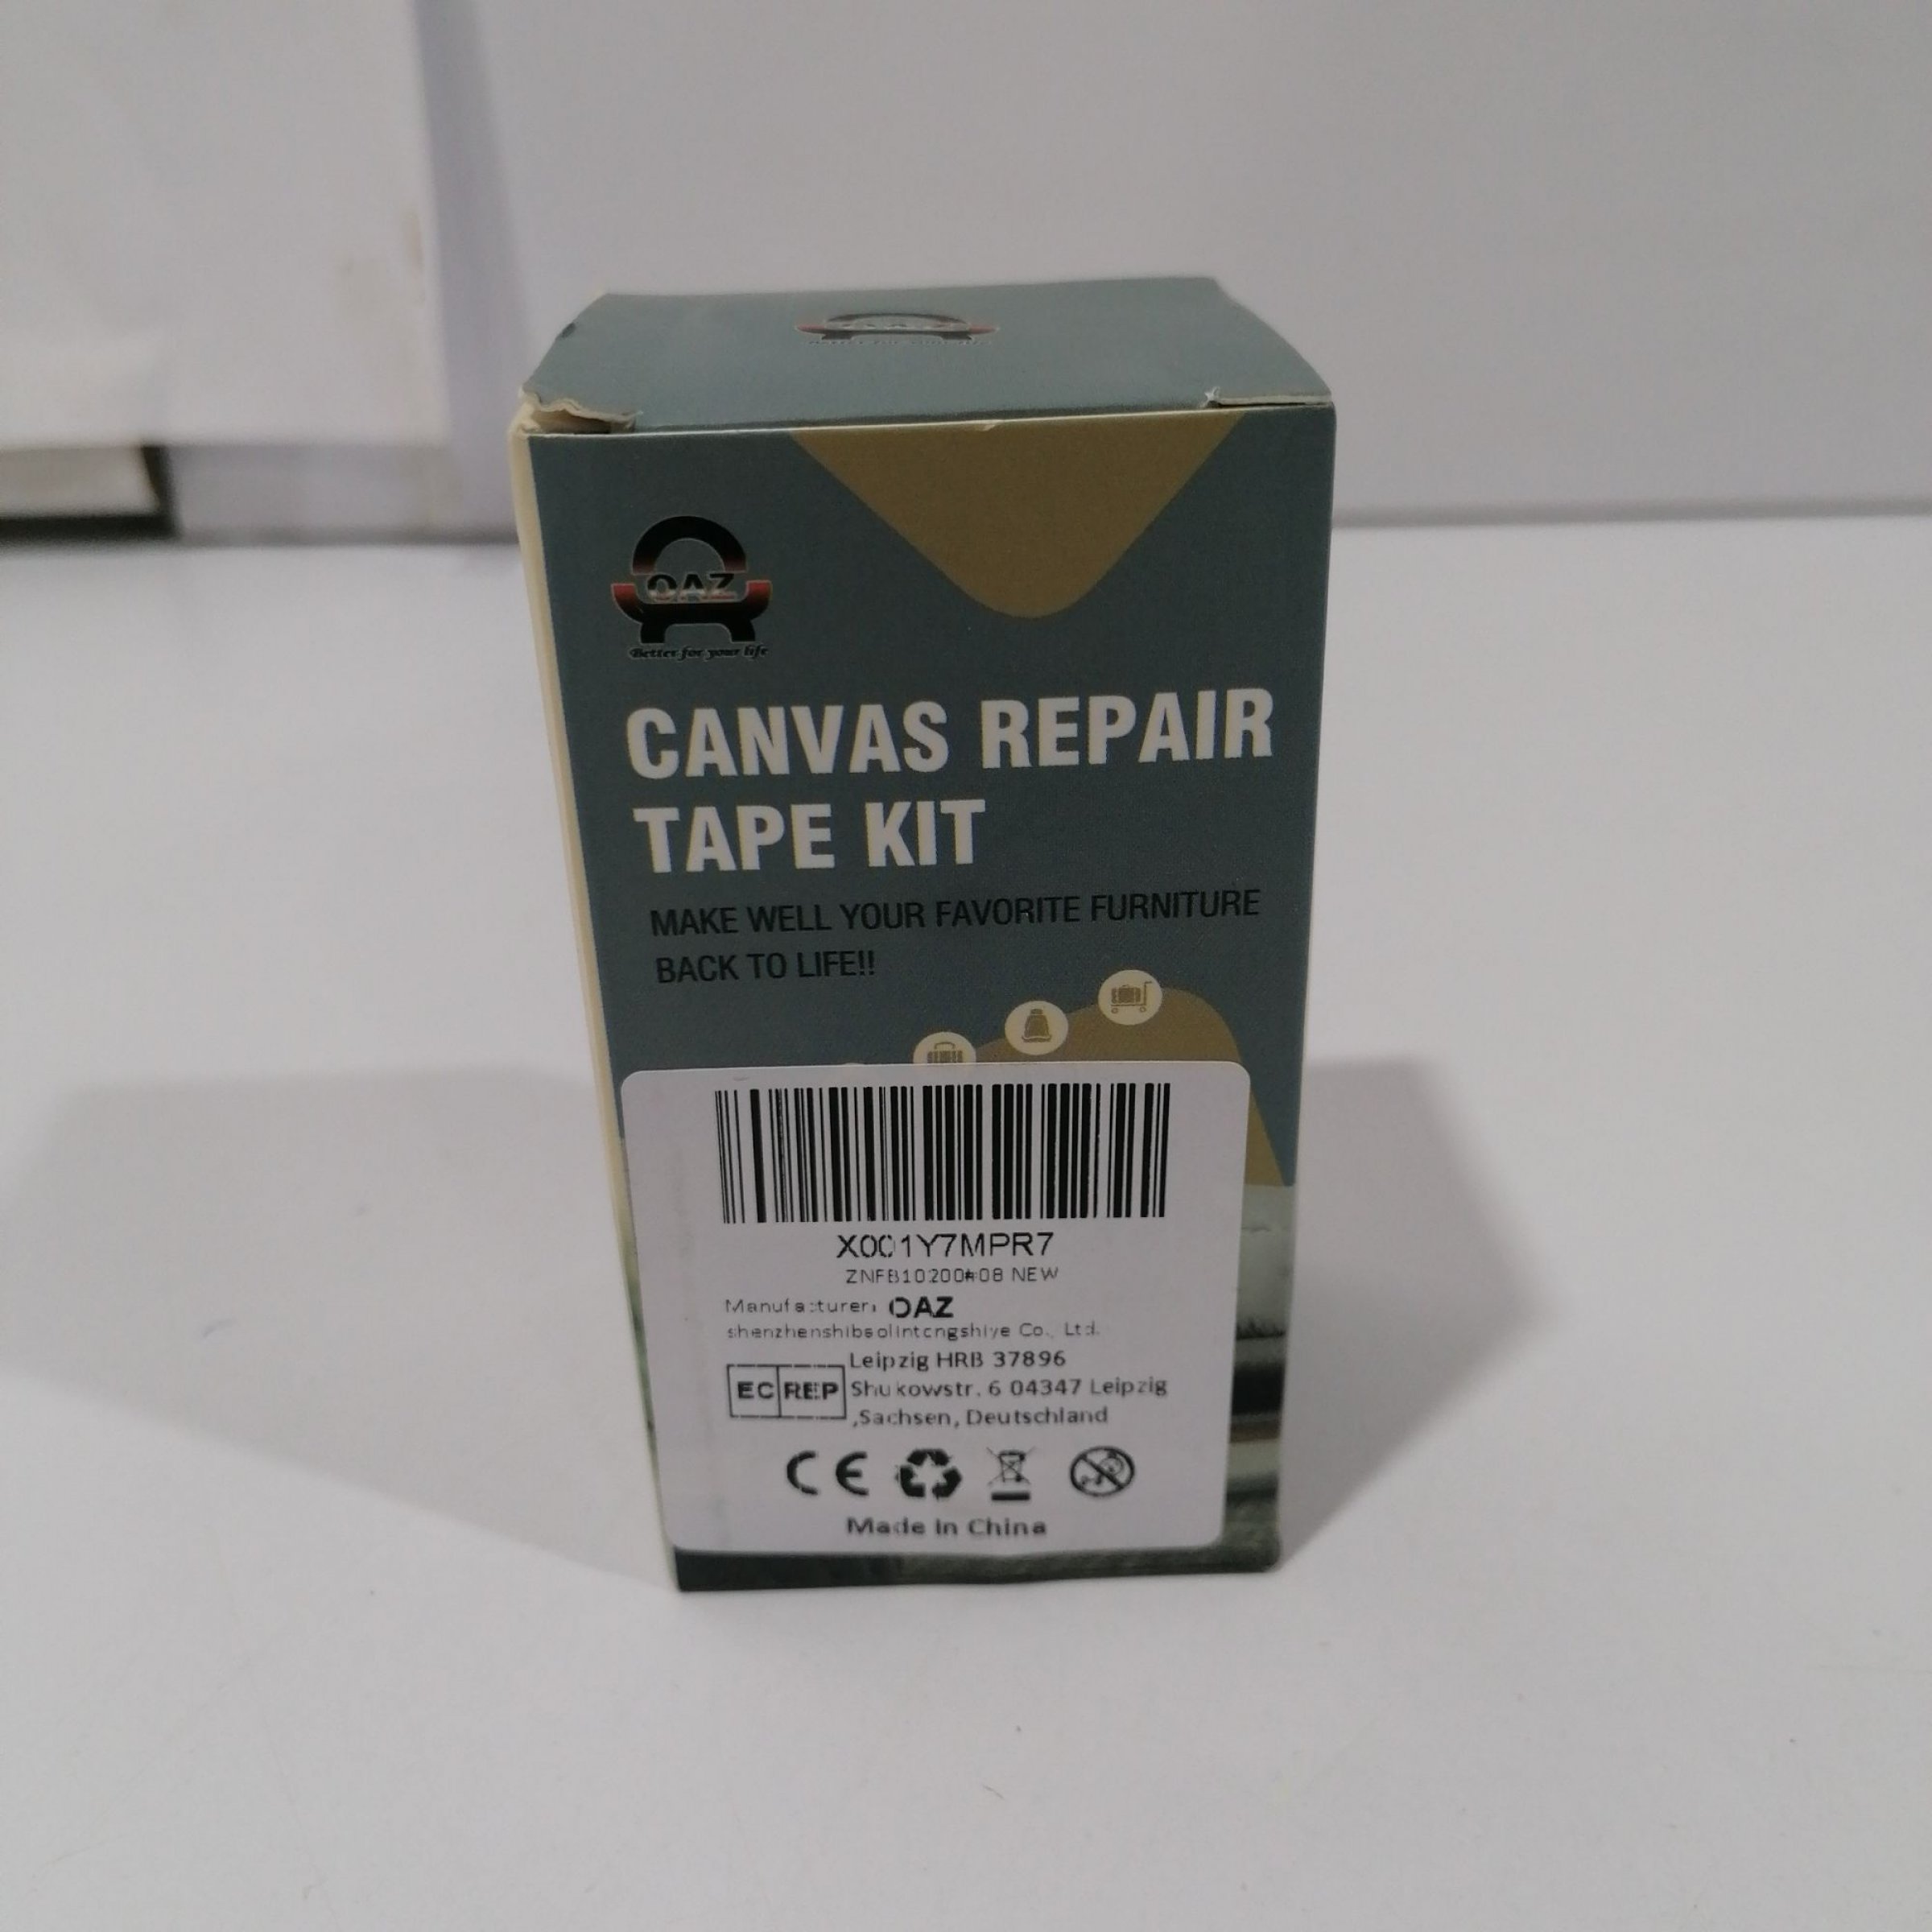 OAZ
Better for your life
CANVAS REPAIR
TAPE KIT
MAKE WELL YOUR FAVORITE FURNITURE
BACK TO LIFE!!
X001Y7MPR7
ZNFB10200#08 NEW
Manufacturer: OAZ
Co., Ltd.
Leipzig HRB 37896
EC REP
Shukowstr. 6 04347 Leipzig
,Sachsen, Deutschland
CE
Made In China